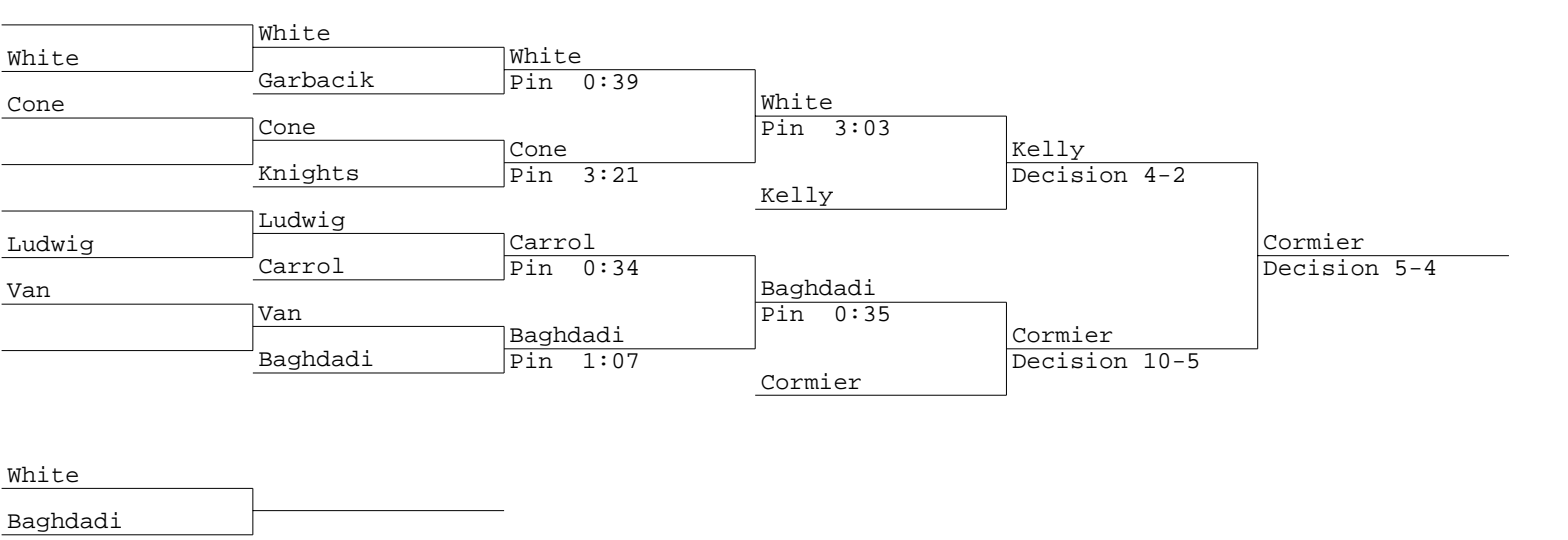 White
White
White
Garbacik
Pin 0:39
Cone
White
Cone
Pin 3:03
Cone
Kelly
Knights
Pin 3:21
Decision 4-2
Kelly
Ludwig
Ludwig
Carrol
Cormier
Carrol
Pin 0:34
Decision 5-4
Van
Baghdadi
Van
Pin 0:35
Baghdadi
Cormier
Baghdadi
Pin 1:07
Decision 10-5
Cormier
White
Baghdadi